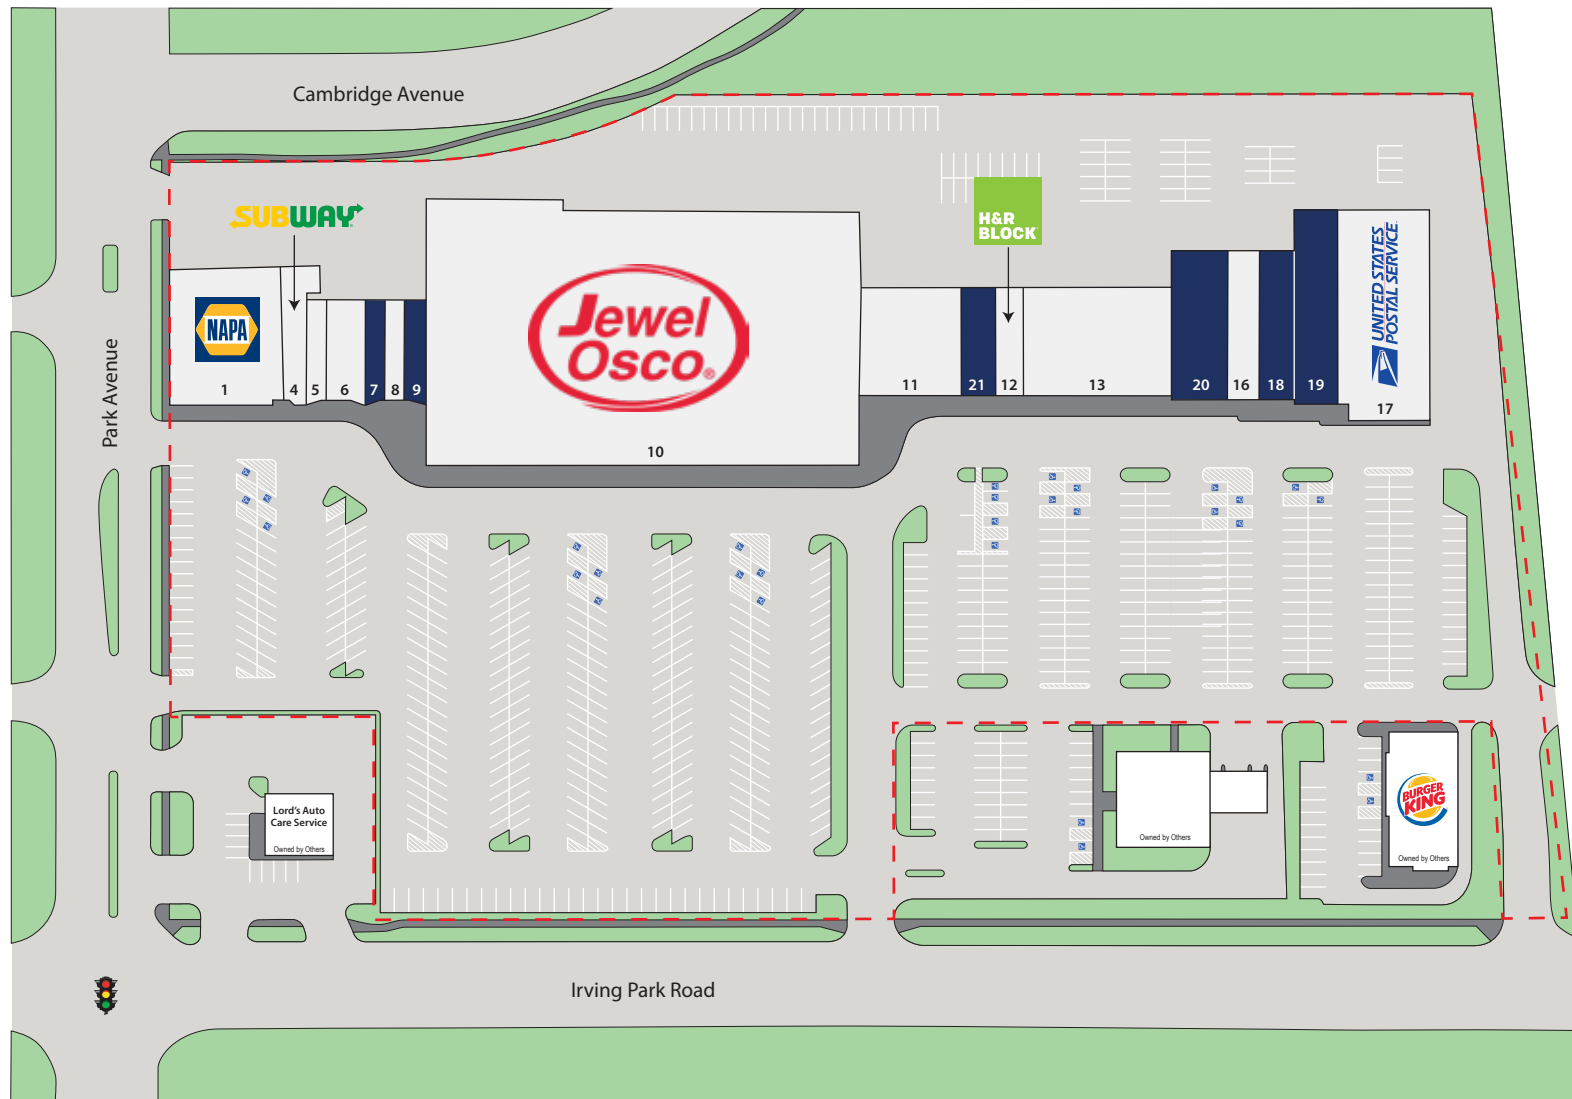 Cambridge Avenue
SUBWAY
H&R
BLOCK
UNITED STATES
POSTAL SERVICE
NAPA
Jewel
Osco
®
Park Avenue
1
4
5
6
7
8
9
10
11
21
12
13
20
16
18
19
17
Lord's Auto
Care Service
Owned by Others
Owned by Others
BURGER
KING
Owned by Others
Irving Park Road